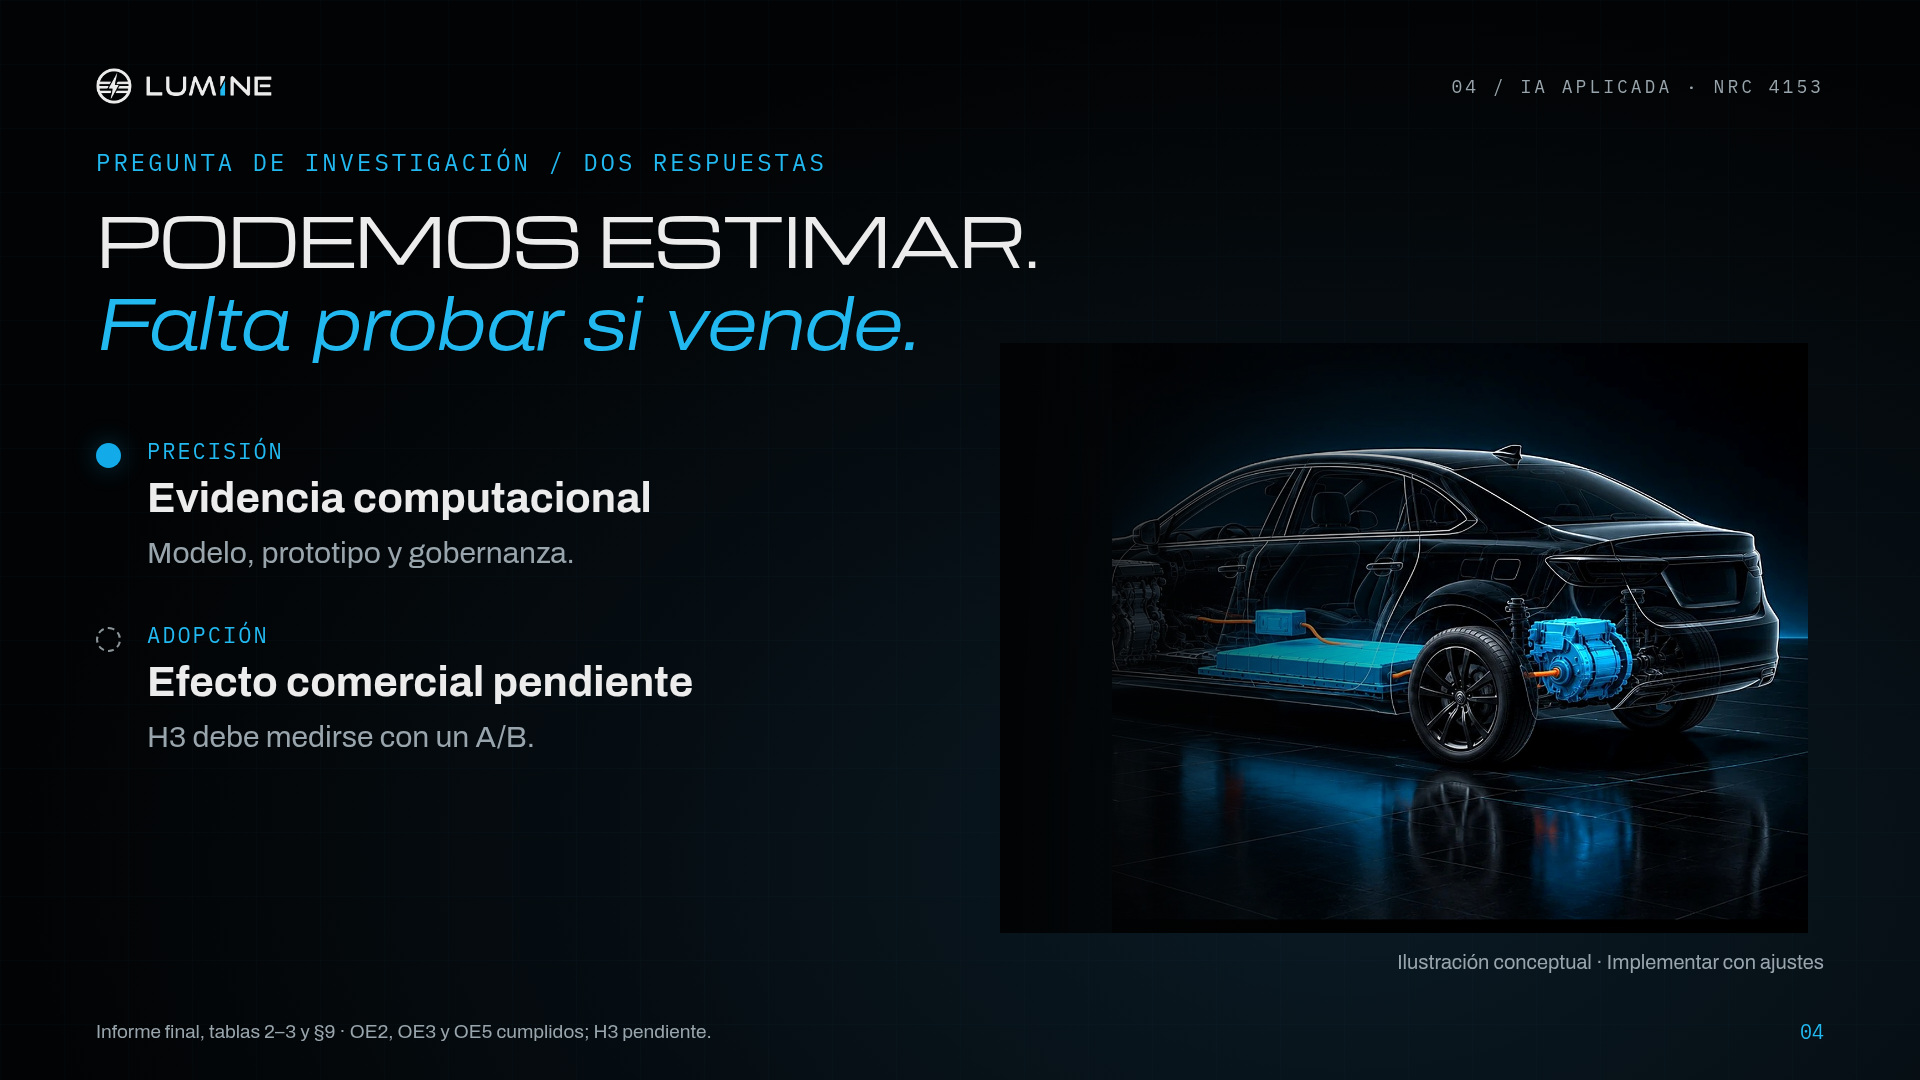 LUMINE
04 / IA APLICADA · NRC 4153
PREGUNTA DE INVESTIGACIÓN / DOS RESPUESTAS
PODEMOS ESTIMAR.
Falta probar si vende.
PRECISIÓN
Evidencia computacional
Modelo, prototipo y gobernanza.
ADOPCIÓN
Efecto comercial pendiente
H3 debe medirse con un A/B.
Ilustración conceptual · Implementar con ajustes
Informe final, tablas 2–3 y §9 · OE2, OE3 y OE5 cumplidos; H3 pendiente.
04